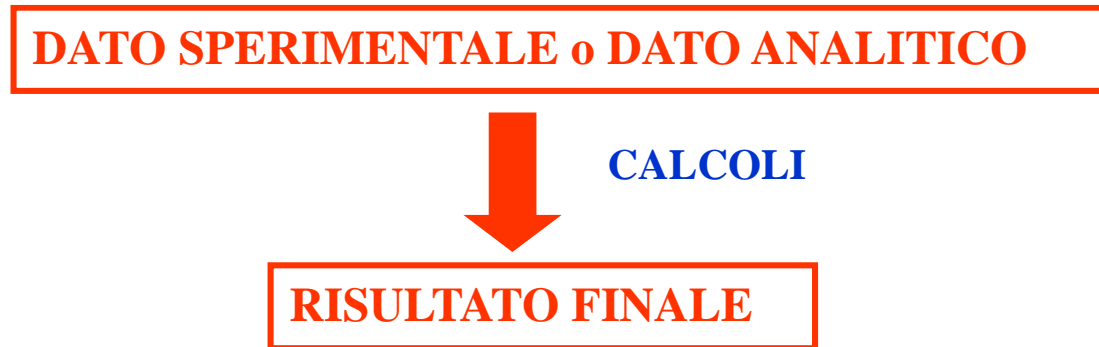 DATO SPERIMENTALE o DATO ANALITICO
CALCOLI
RISULTATO FINALE